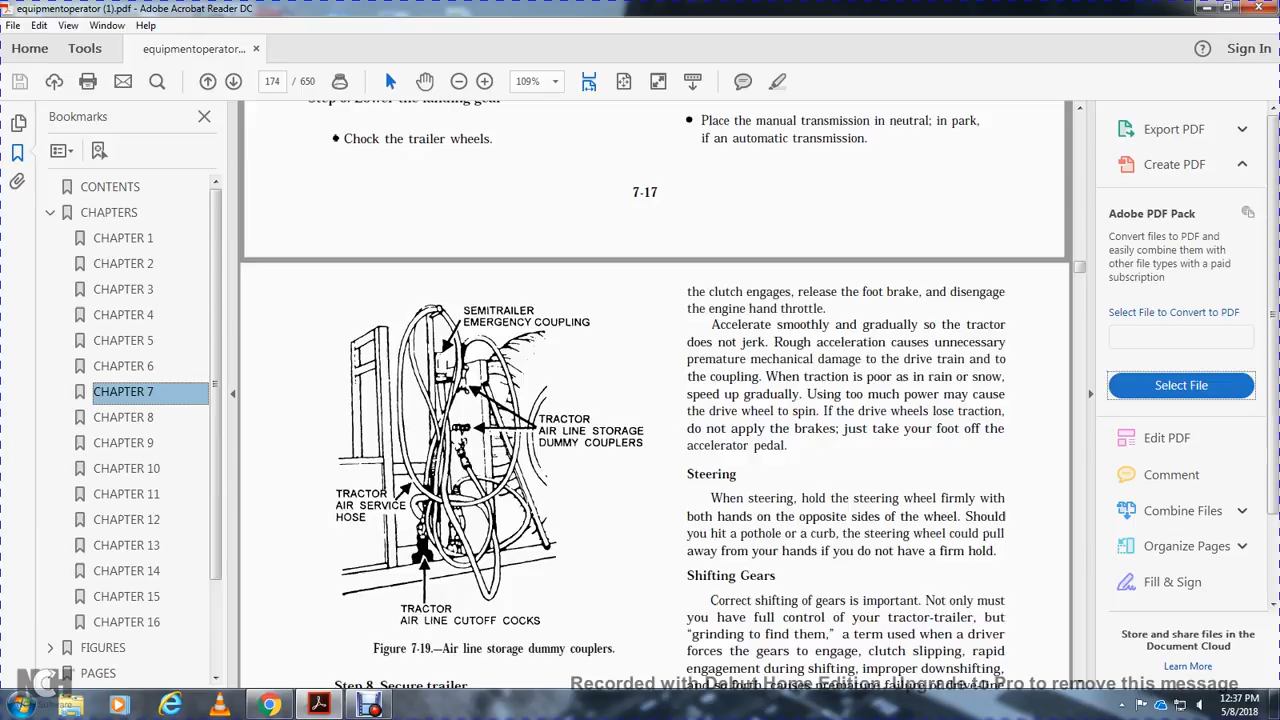 equipmentoperator (1).pdf - Adobe Acrobat Reader DC
File Edit View Window Help
Home Tools equipmentoperator... × Sign In
174 / 650 109%
Bookmarks
CONTENTS
CHAPTERS
CHAPTER 1
CHAPTER 2
CHAPTER 3
CHAPTER 4
CHAPTER 5
CHAPTER 6
CHAPTER 7
CHAPTER 8
CHAPTER 9
CHAPTER 10
CHAPTER 11
CHAPTER 12
CHAPTER 13
CHAPTER 14
CHAPTER 15
CHAPTER 16
FIGURES
PAGES
♦ Chock the trailer wheels.
● Place the manual transmission in neutral; in park,
if an automatic transmission.
7-17
SEMITRAILER
EMERGENCY COUPLING
TRACTOR
AIR LINE STORAGE
DUMMY COUPLERS
TRACTOR
AIR SERVICE
HOSE
TRACTOR
AIR LINE CUTOFF COCKS
Figure 7-19.—Air line storage dummy couplers.
Step 8. Secure trailer
the clutch engages, release the foot brake, and disengage
the engine hand throttle.
Accelerate smoothly and gradually so the tractor
does not jerk. Rough acceleration causes unnecessary
premature mechanical damage to the drive train and to
the coupling. When traction is poor as in rain or snow,
speed up gradually. Using too much power may cause
the drive wheel to spin. If the drive wheels lose traction,
do not apply the brakes; just take your foot off the
accelerator pedal.
Steering
When steering, hold the steering wheel firmly with
both hands on the opposite sides of the wheel. Should
you hit a pothole or a curb, the steering wheel could pull
away from your hands if you do not have a firm hold.
Shifting Gears
Correct shifting of gears is important. Not only must
you have full control of your tractor-trailer, but
“grinding to find them,” a term used when a driver
forces the gears to engage, clutch slipping, rapid
engagement during shifting, improper downshifting,
Export PDF
Create PDF
Adobe PDF Pack
Convert files to PDF and
easily combine them with
other file types with a paid
subscription
Select File to Convert to PDF
Select File
Edit PDF
Comment
Combine Files
Organize Pages
Fill & Sign
Store and share files in the
Document Cloud
Learn More
Recorded with Debut Home Edition. Upgrade to Pro to remove this message
NCH
Software
12:37 PM
5/8/2018